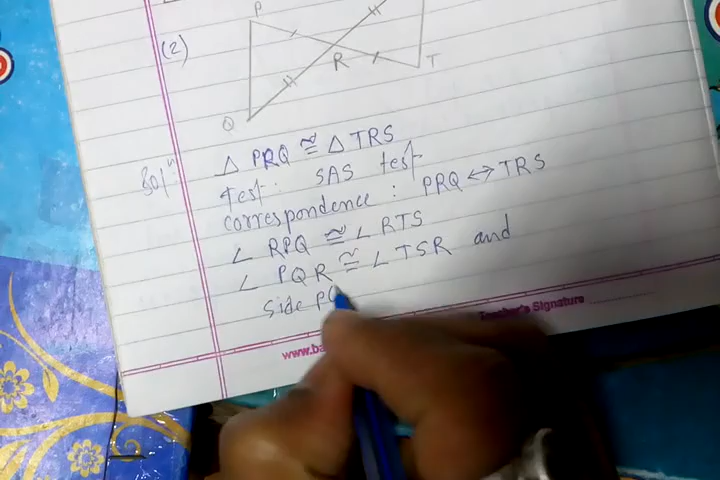 (2)
P
R
T
Q
△ PRQ ≅ △ TRS
Solⁿ: test : SAS test
correspondence : PRQ ↔ TRS
∠ RPQ ≅ ∠ RTS
∠ PQR ≅ ∠ TSR and
side PQ
Teacher's Signature
www.ba